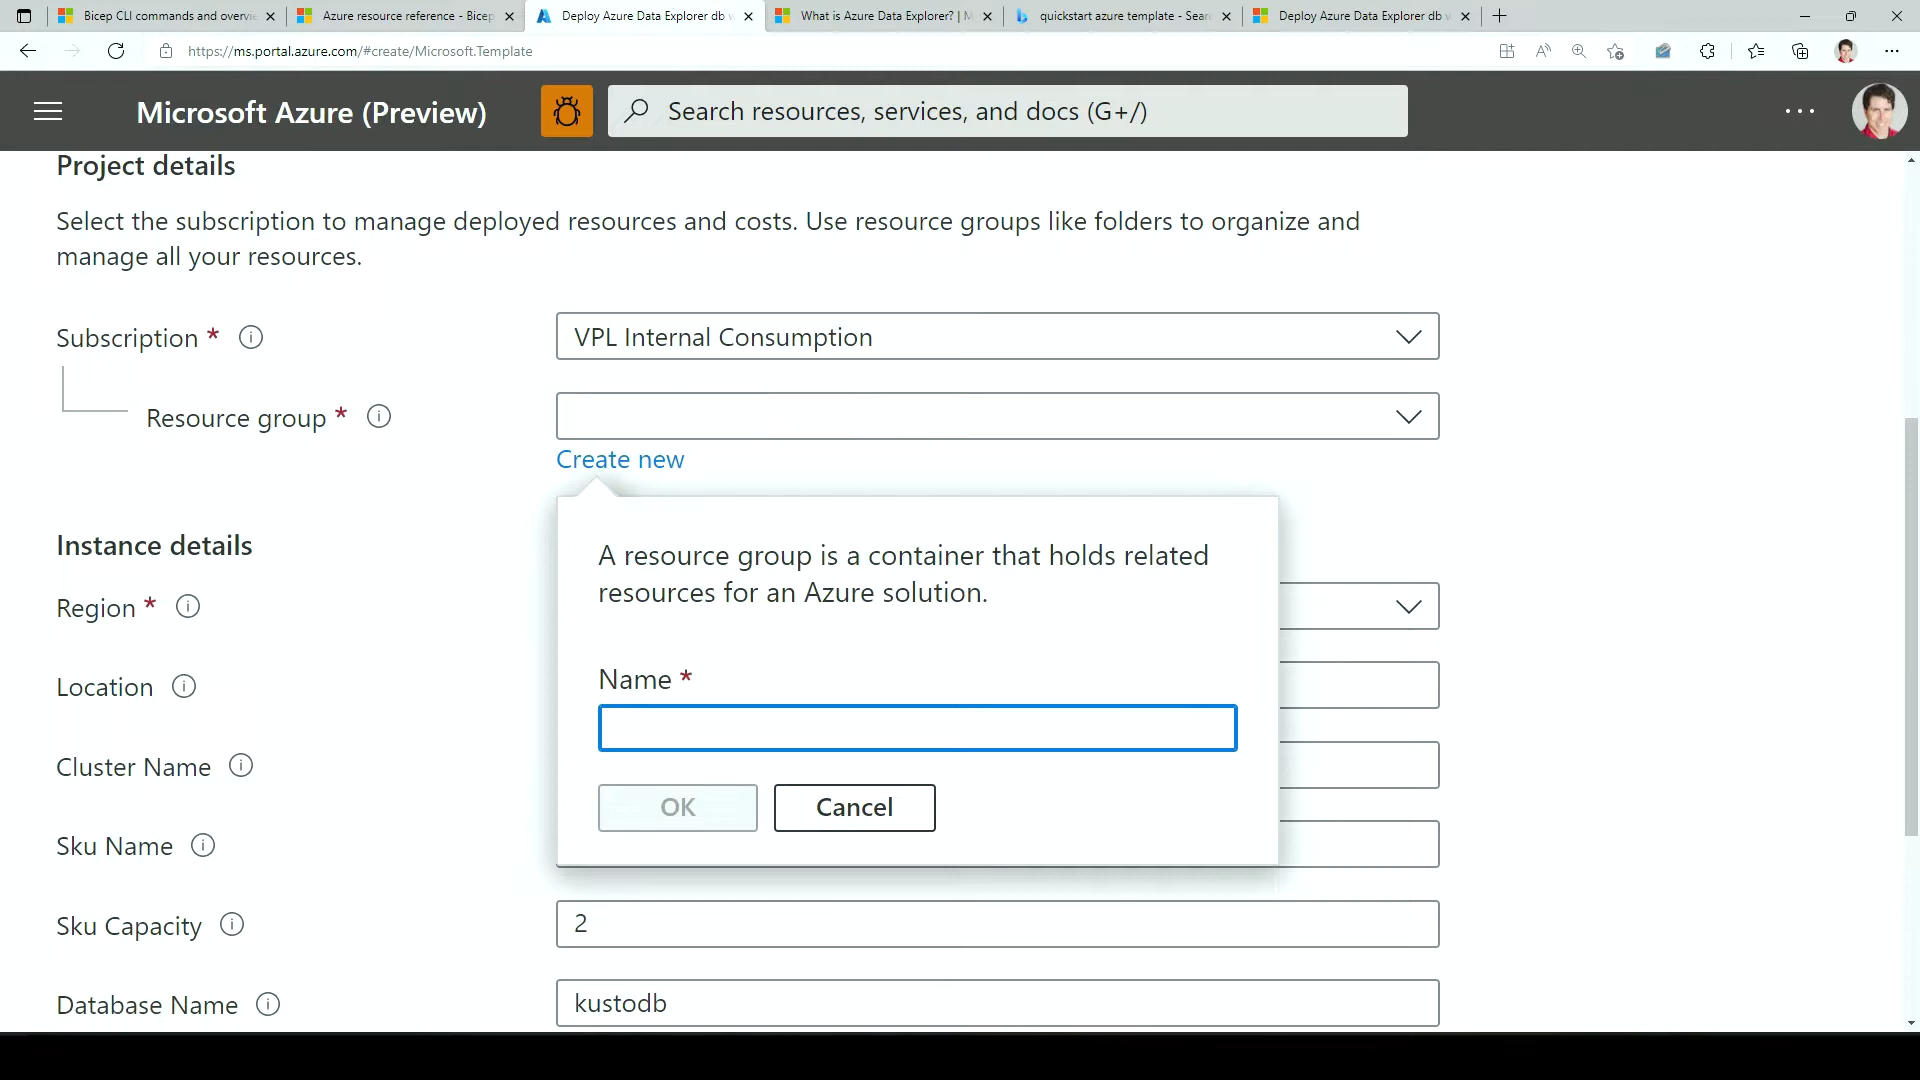 Bicep CLI commands and overvie
Azure resource reference - Bicep
Deploy Azure Data Explorer db w
What is Azure Data Explorer? | M
quickstart azure template - Sear
Deploy Azure Data Explorer db w
https://ms.portal.azure.com/#create/Microsoft.Template
Microsoft Azure (Preview)
Search resources, services, and docs (G+/)
Project details
Select the subscription to manage deployed resources and costs. Use resource groups like folders to organize and
manage all your resources.
Subscription *
VPL Internal Consumption
Resource group *
Create new
A resource group is a container that holds related
resources for an Azure solution.
Name *
OK
Cancel
Instance details
Region *
Location
Cluster Name
Sku Name
Sku Capacity
2
Database Name
kustodb